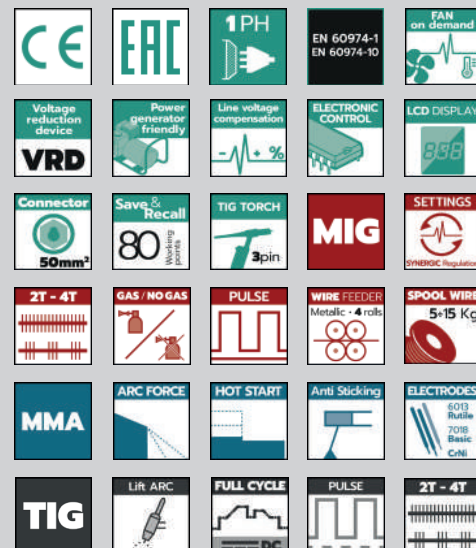 CE
EAC
1PH
EN 60974-1
EN 60974-10
FAN
on demand
Voltage
reduction
device
VRD
Power
generator
friendly
Line voltage
compensation
- + %
ELECTRONIC
CONTROL
LCD DISPLAY
888
Connector
50mm²
Save &
Recall
80
Working
points
TIG TORCH
3pin
MIG
SETTINGS
SYNERGIC Regulation
2T - 4T
GAS / NO GAS
PULSE
WIRE FEEDER
Metallic • 4 rolls
SPOOL WIRE
5÷15 Kg
MMA
ARC FORCE
HOT START
Anti Sticking
ELECTRODES
6013
Rutile
7018
Basic
CrNi
TIG
Lift ARC
FULL CYCLE
DC
PULSE
2T - 4T